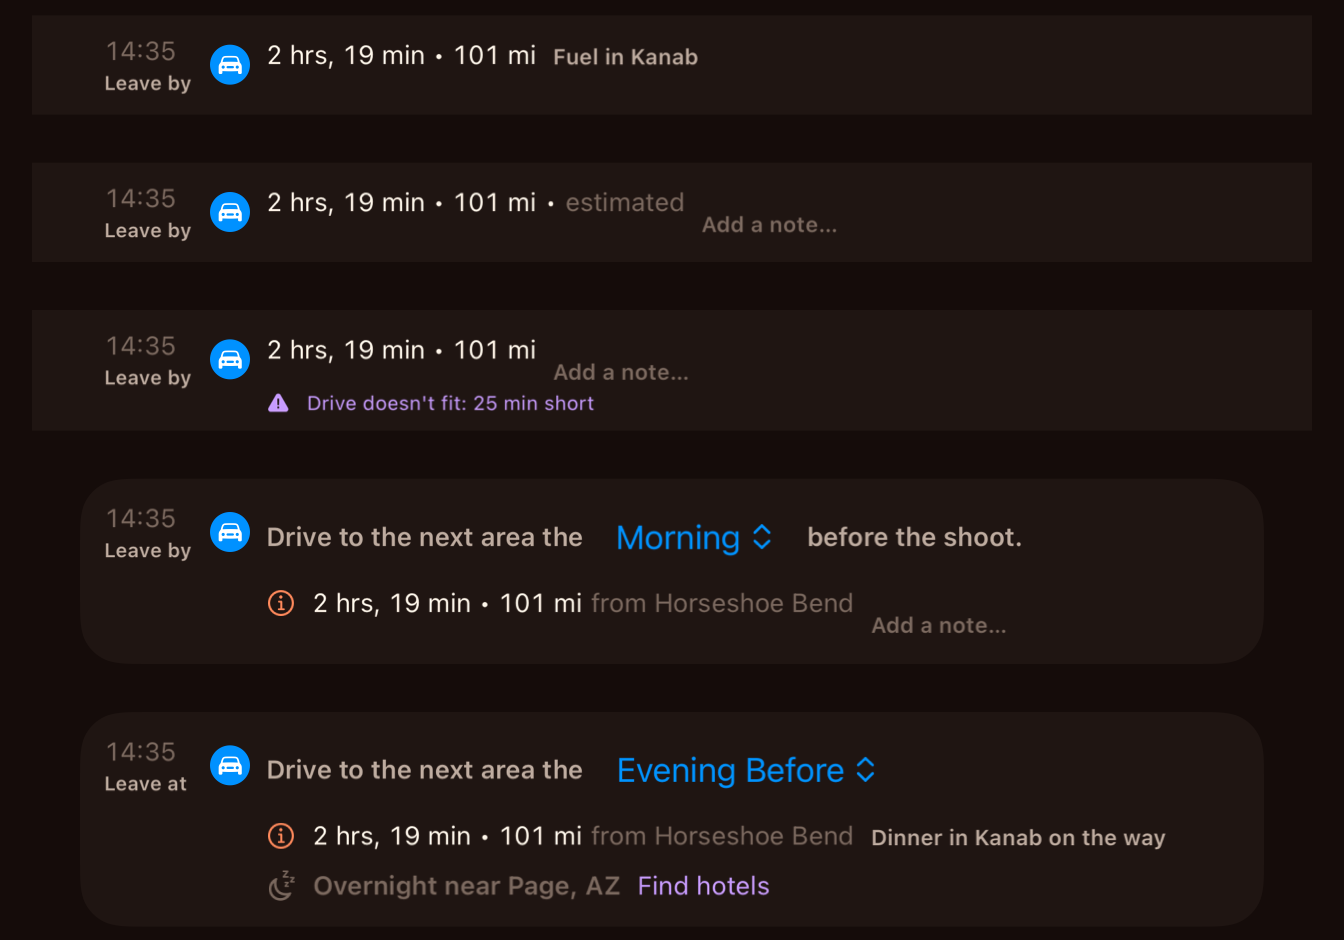 14:35 2 hrs, 19 min • 101 mi Fuel in Kanab
Leave by
14:35 2 hrs, 19 min • 101 mi • estimated
Leave by Add a note...
14:35 2 hrs, 19 min • 101 mi
Leave by Add a note...
Drive doesn't fit: 25 min short
14:35
Leave by
Drive to the next area the Morning before the shoot.
2 hrs, 19 min • 101 mi from Horseshoe Bend
Add a note...
14:35
Leave at
Drive to the next area the Evening Before
2 hrs, 19 min • 101 mi from Horseshoe Bend Dinner in Kanab on the way
Overnight near Page, AZ Find hotels